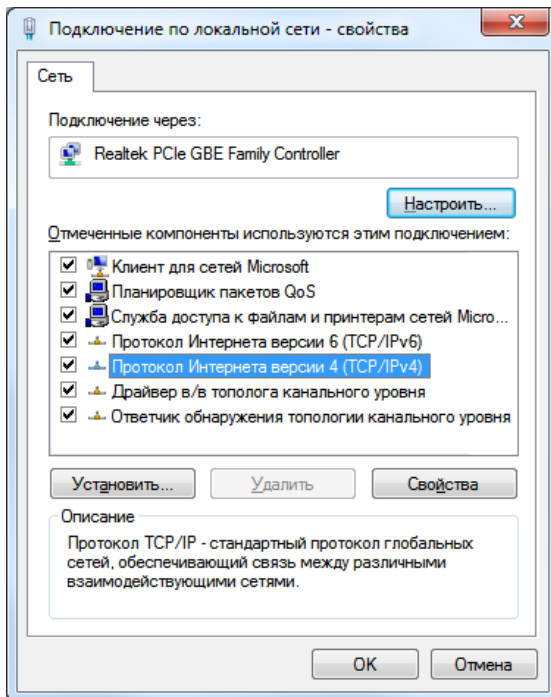 Подключение по локальной сети - свойства
Сеть
Подключение через:
Realtek PCIe GBE Family Controller
Настроить...
Отмеченные компоненты используются этим подключением:
Клиент для сетей Microsoft
Планировщик пакетов QoS
Служба доступа к файлам и принтерам сетей Micro...
Протокол Интернета версии 6 (TCP/IPv6)
Протокол Интернета версии 4 (TCP/IPv4)
Драйвер в/в тополога канального уровня
Ответчик обнаружения топологии канального уровня
Установить... Удалить Свойства
Описание
Протокол TCP/IP - стандартный протокол глобальных
сетей, обеспечивающий связь между различными
взаимодействующими сетями.
OK Отмена